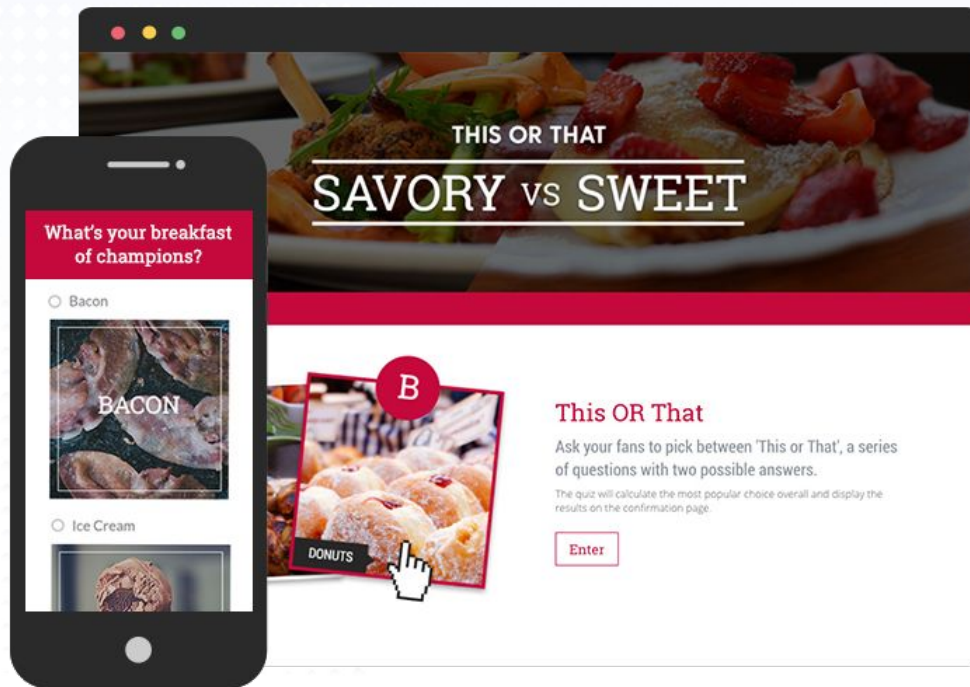 THIS OR THAT
SAVORY VS SWEET
What's your breakfast
of champions?
Bacon
BACON
Ice Cream
B
DONUTS
This OR That
Ask your fans to pick between 'This or That', a series
of questions with two possible answers.
The quiz will calculate the most popular choice overall and display the
results on the confirmation page.
Enter